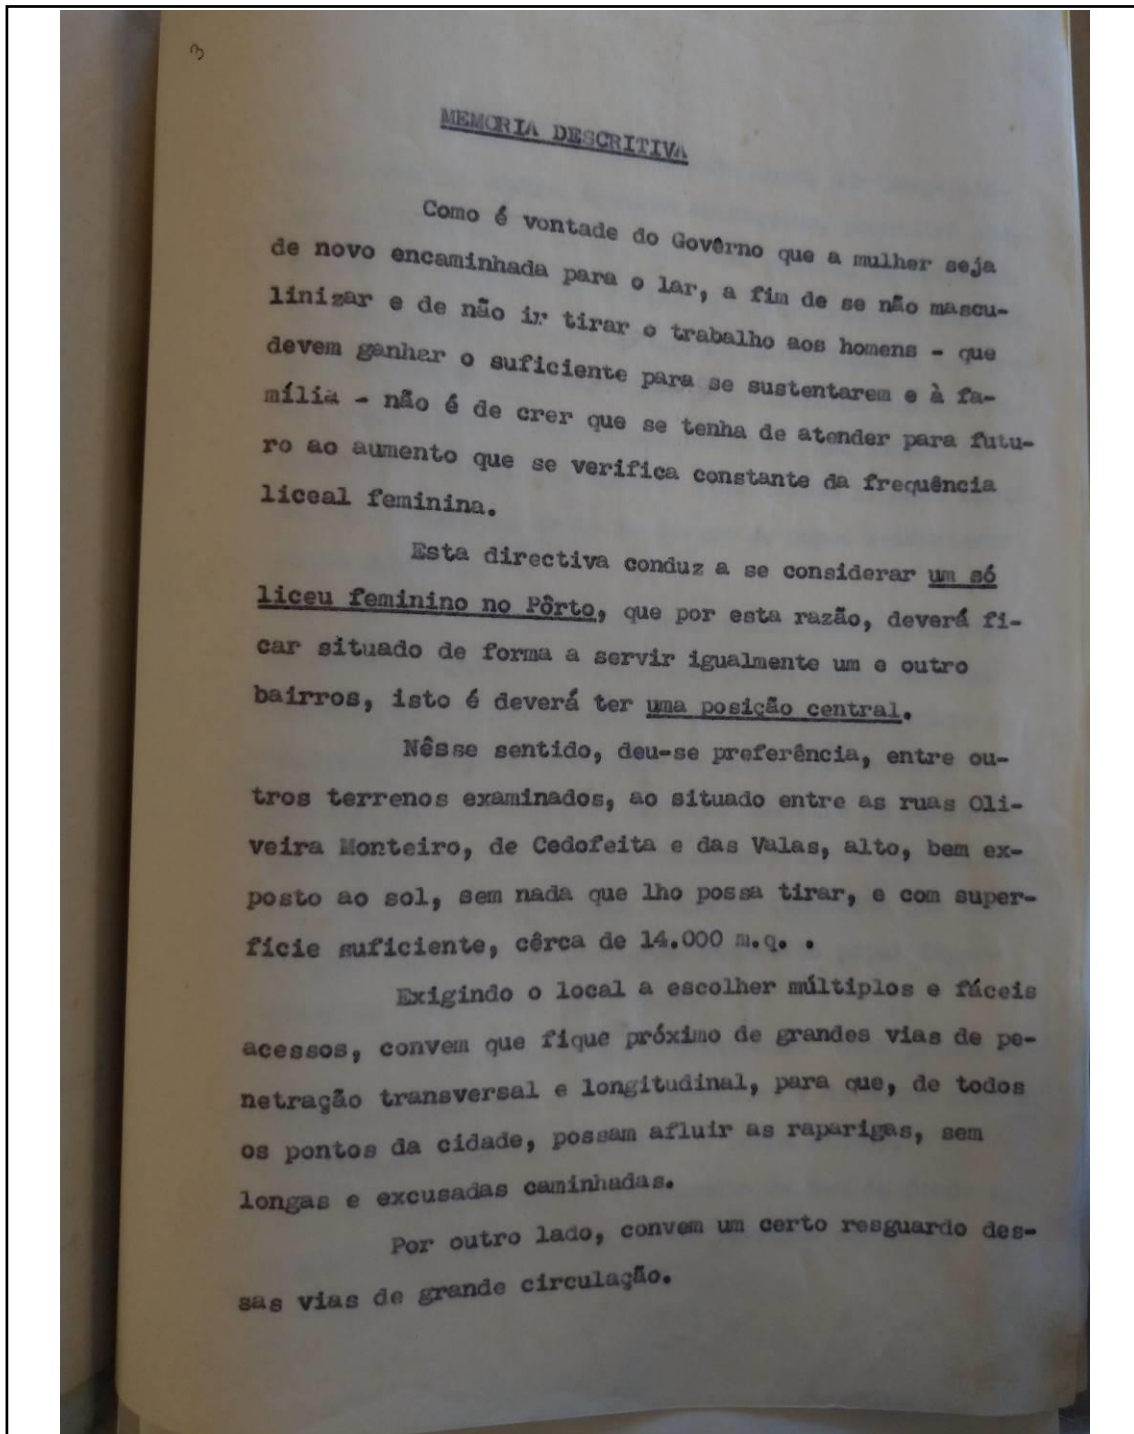 3
MEMORIA DESCRITIVA
Como é vontade do Govêrno que a mulher seja
de novo encaminhada para o lar, a fim de se não mascu-
linizar e de não ir tirar o trabalho aos homens - que
devem ganhar o suficiente para se sustentarem e à fa-
mília - não é de crer que se tenha de atender para futu-
ro ao aumento que se verifica constante da frequência
liceal feminina.
Esta directiva conduz a se considerar um só
liceu feminino no Pôrto, que por esta razão, deverá fi-
car situado de forma a servir igualmente um e outro
bairros, isto é deverá ter uma posição central.
Nêsse sentido, deu-se preferência, entre ou-
tros terrenos examinados, ao situado entre as ruas Oli-
veira Monteiro, de Cedofeita e das Valas, alto, bem ex-
posto ao sol, sem nada que lho possa tirar, e com super-
fície suficiente, cêrca de 14.000 m.q. .
Exigindo o local a escolher múltiplos e fáceis
acessos, convem que fique próximo de grandes vias de pe-
netração transversal e longitudinal, para que, de todos
os pontos da cidade, possam afluir as raparigas, sem
longas e excusadas caminhadas.
Por outro lado, convem um certo resguardo des-
sas vias de grande circulação.